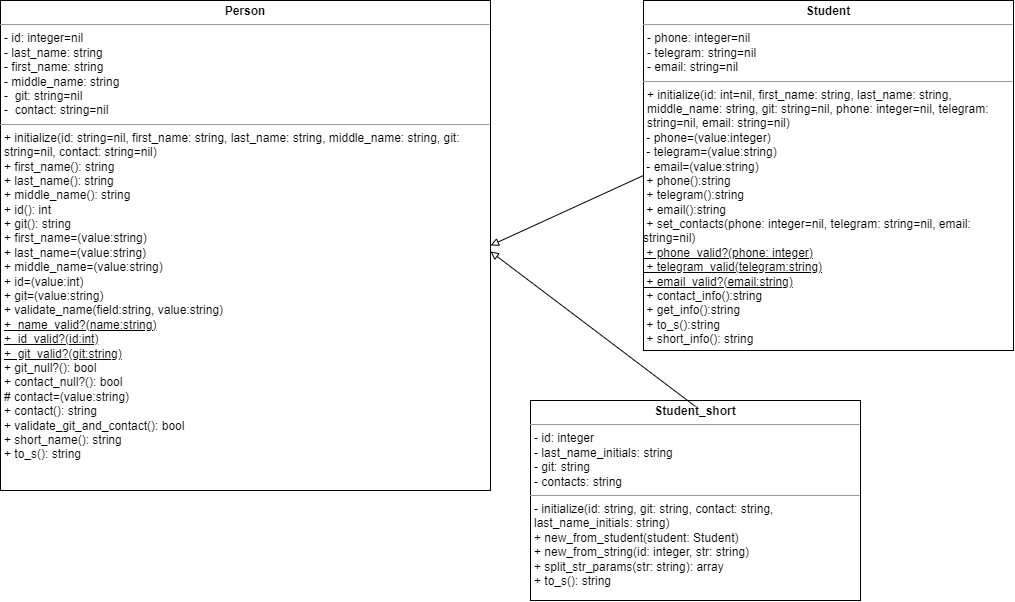 Person
- id: integer=nil
- last_name: string
- first_name: string
- middle_name: string
- git: string=nil
- contact: string=nil
+ initialize(id: string=nil, first_name: string, last_name: string, middle_name: string, git:
string=nil, contact: string=nil)
+ first_name(): string
+ last_name(): string
+ middle_name(): string
+ id(): int
+ git(): string
+ first_name=(value:string)
+ last_name=(value:string)
+ middle_name=(value:string)
+ id=(value:int)
+ git=(value:string)
+ validate_name(field:string, value:string)
+ name_valid?(name:string)
+ id_valid?(id:int)
+ git_valid?(git:string)
+ git_null?(): bool
+ contact_null?(): bool
# contact=(value:string)
+ contact(): string
+ validate_git_and_contact(): bool
+ short_name(): string
+ to_s(): string
Student
- phone: integer=nil
- telegram: string=nil
- email: string=nil
+ initialize(id: int=nil, first_name: string, last_name: string,
middle_name: string, git: string=nil, phone: integer=nil, telegram:
string=nil, email: string=nil)
- phone=(value:integer)
- telegram=(value:string)
- email=(value:string)
+ phone():string
+ telegram():string
+ email():string
+ set_contacts(phone: integer=nil, telegram: string=nil, email:
string=nil)
+ phone_valid?(phone: integer)
+ telegram_valid(telegram:string)
+ email_valid?(email:string)
+ contact_info():string
+ get_info():string
+ to_s():string
+ short_info(): string
Student_short
- id: integer
- last_name_initials: string
- git: string
- contacts: string
- initialize(id: string, git: string, contact: string,
last_name_initials: string)
+ new_from_student(student: Student)
+ new_from_string(id: integer, str: string)
+ split_str_params(str: string): array
+ to_s(): string